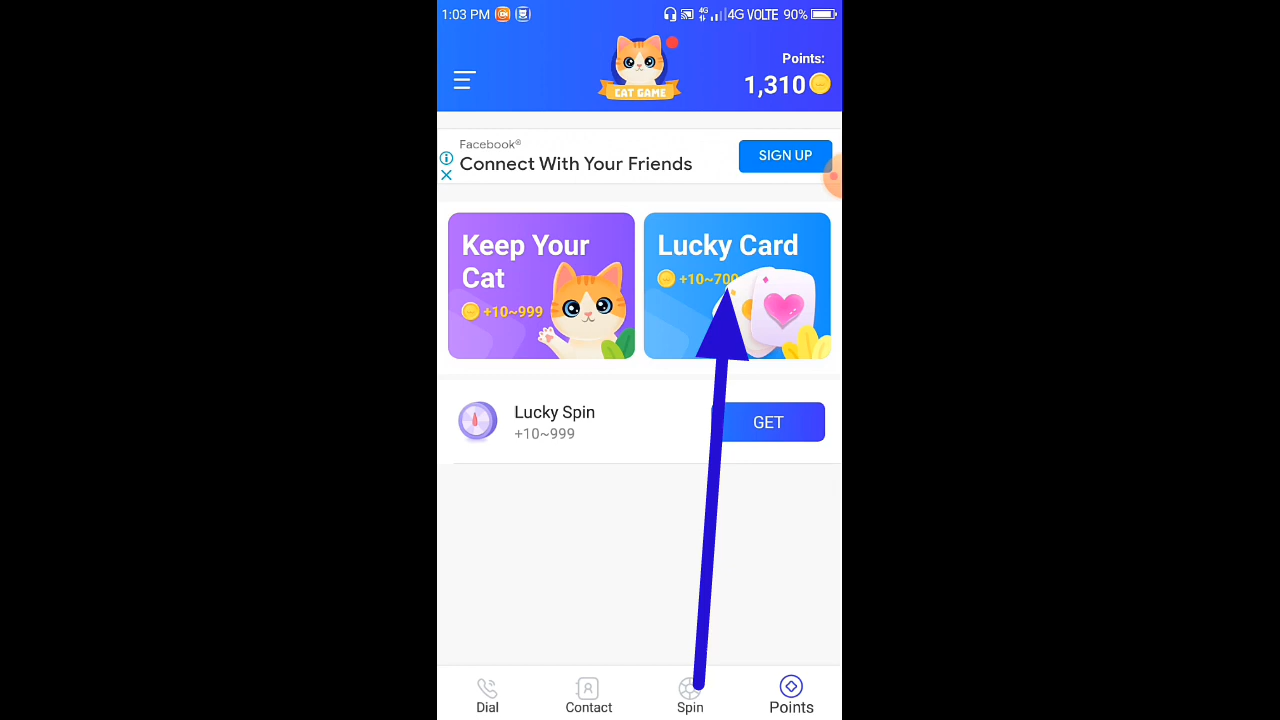 1:03 PM
4G 4G VOLTE 90%
CAT GAME
Points:
1,310
Facebook®
Connect With Your Friends
SIGN UP
Keep Your
Cat
+10~999
Lucky Card
+10~700
Lucky Spin
+10~999
GET
Dial
Contact
Spin
Points